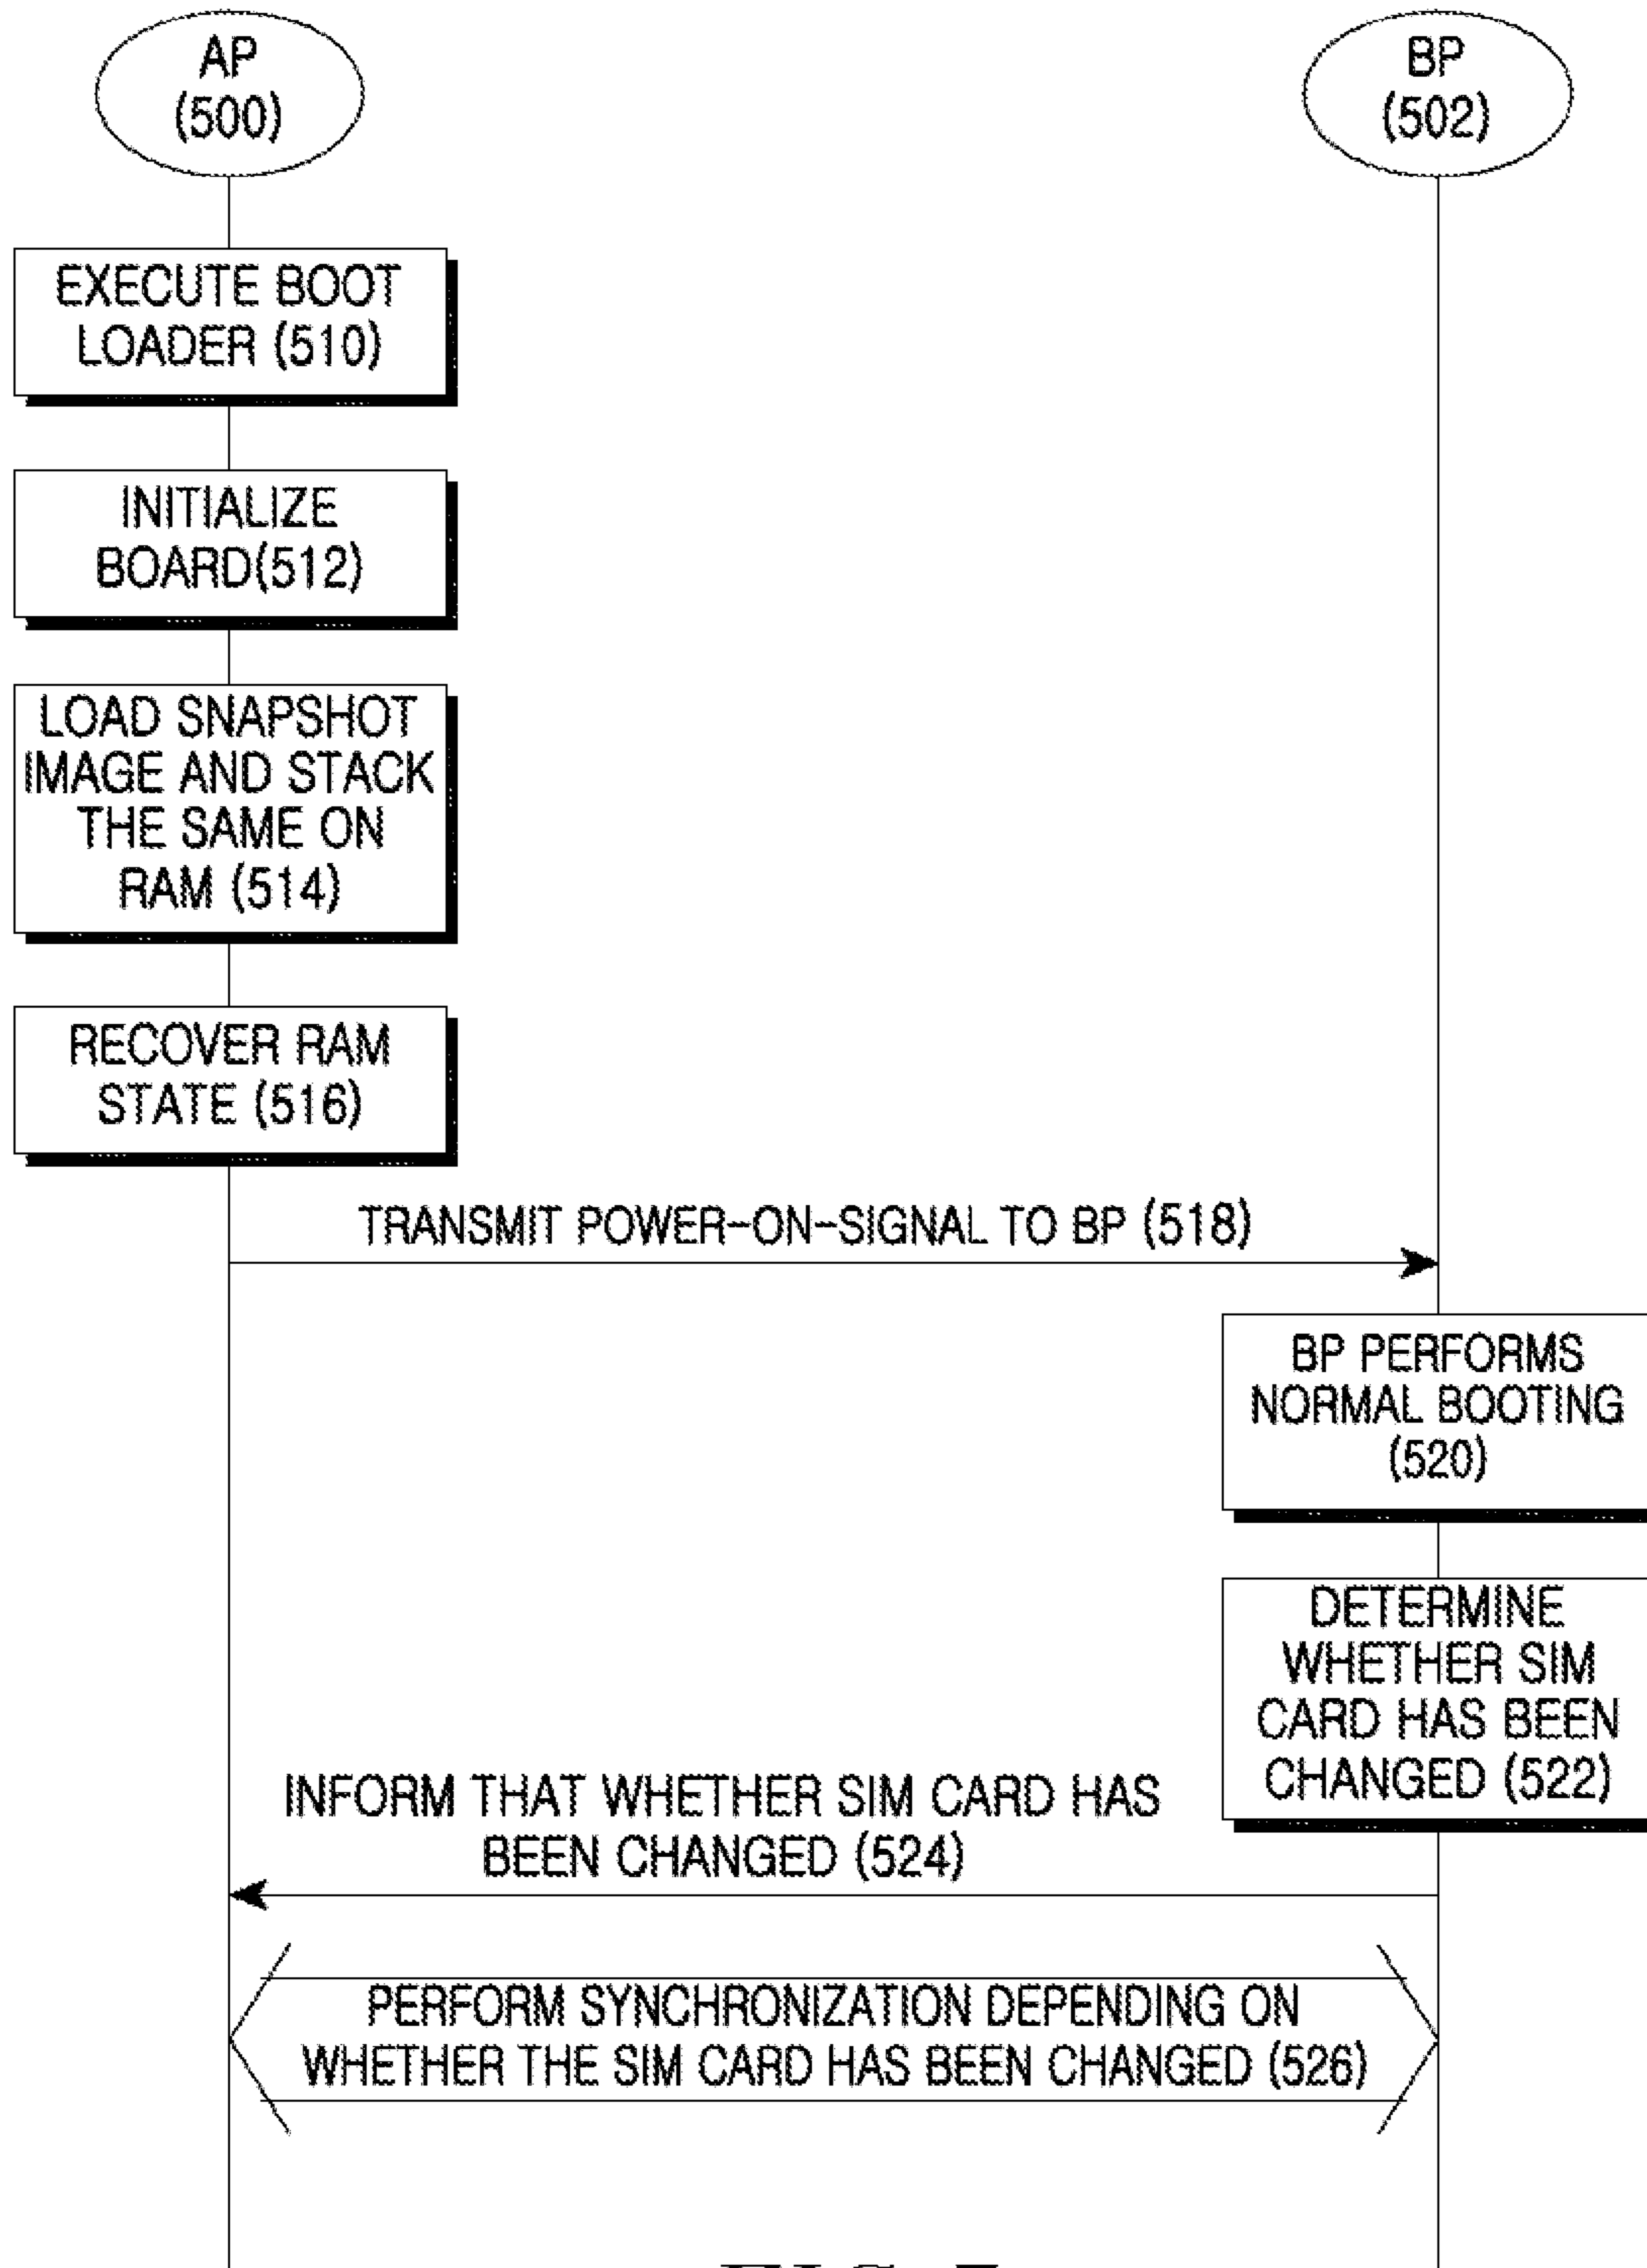 AP
(500)
BP
(502)
EXECUTE BOOT
LOADER (510)
INITIALIZE
BOARD(512)
LOAD SNAPSHOT
IMAGE AND STACK
THE SAME ON
RAM (514)
RECOVER RAM
STATE (516)
TRANSMIT POWER-ON-SIGNAL TO BP (518)
BP PERFORMS
NORMAL BOOTING
(520)
DETERMINE
WHETHER SIM
CARD HAS BEEN
CHANGED (522)
INFORM THAT WHETHER SIM CARD HAS
BEEN CHANGED (524)
PERFORM SYNCHRONIZATION DEPENDING ON
WHETHER THE SIM CARD HAS BEEN CHANGED (526)